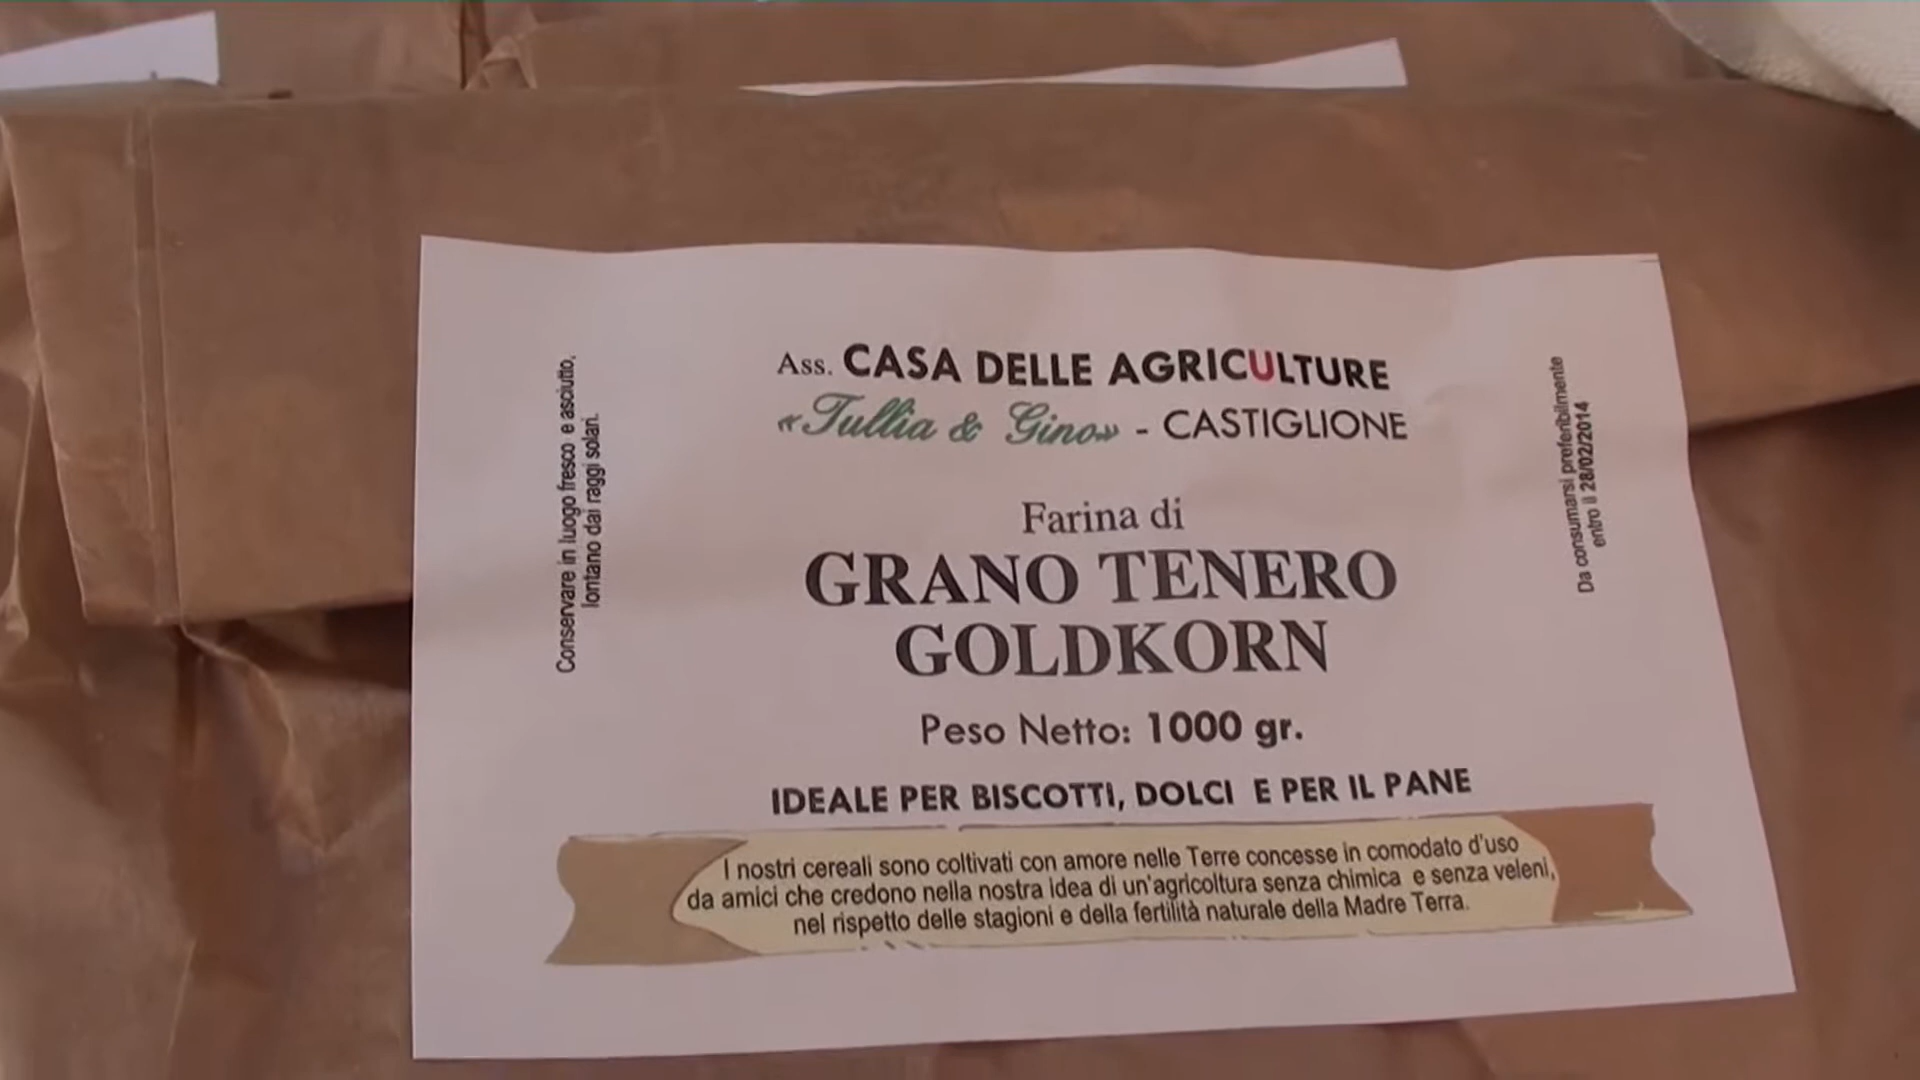 Ass. CASA DELLE AGRICULTURE
«Tullia & Gino» - CASTIGLIONE
Farina di
GRANO TENERO
GOLDKORN
Peso Netto: 1000 gr.
IDEALE PER BISCOTTI, DOLCI E PER IL PANE
I nostri cereali sono coltivati con amore nelle Terre concesse in comodato d'uso
da amici che credono nella nostra idea di un'agricoltura senza chimica e senza veleni,
nel rispetto delle stagioni e della fertilità naturale della Madre Terra.
Conservare in luogo fresco e asciutto,
lontano dai raggi solari.
Da consumarsi preferibilmente
entro il 28/02/2014